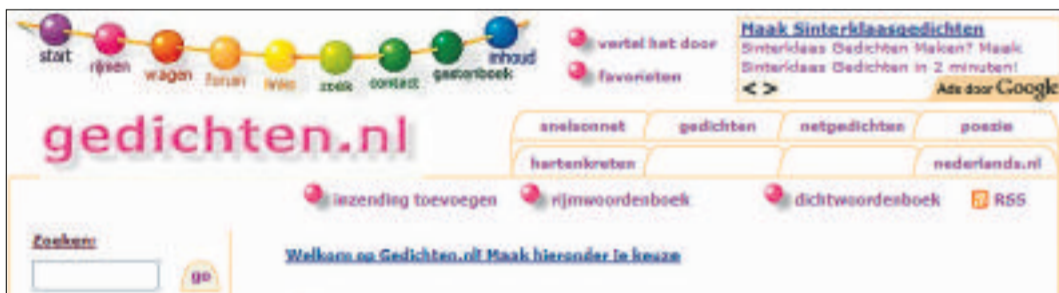 start rijmen vragen forum links zoek contact gastenboek inhoud
vertel het door
favorieten
Maak Sinterklaasgedichten
Sinterklaas Gedichten Maken? Maak
Sinterklaas Gedichten in 2 minuten!
< >
Ads door Google
gedichten.nl
snelsonnet gedichten netgedichten poezie
hartenkreten nederlands.nl
inzending toevoegen rijmwoordenboek dichtwoordenboek RSS
Zoeken:
go
Welkom op Gedichten.nl! Maak hieronder je keuze